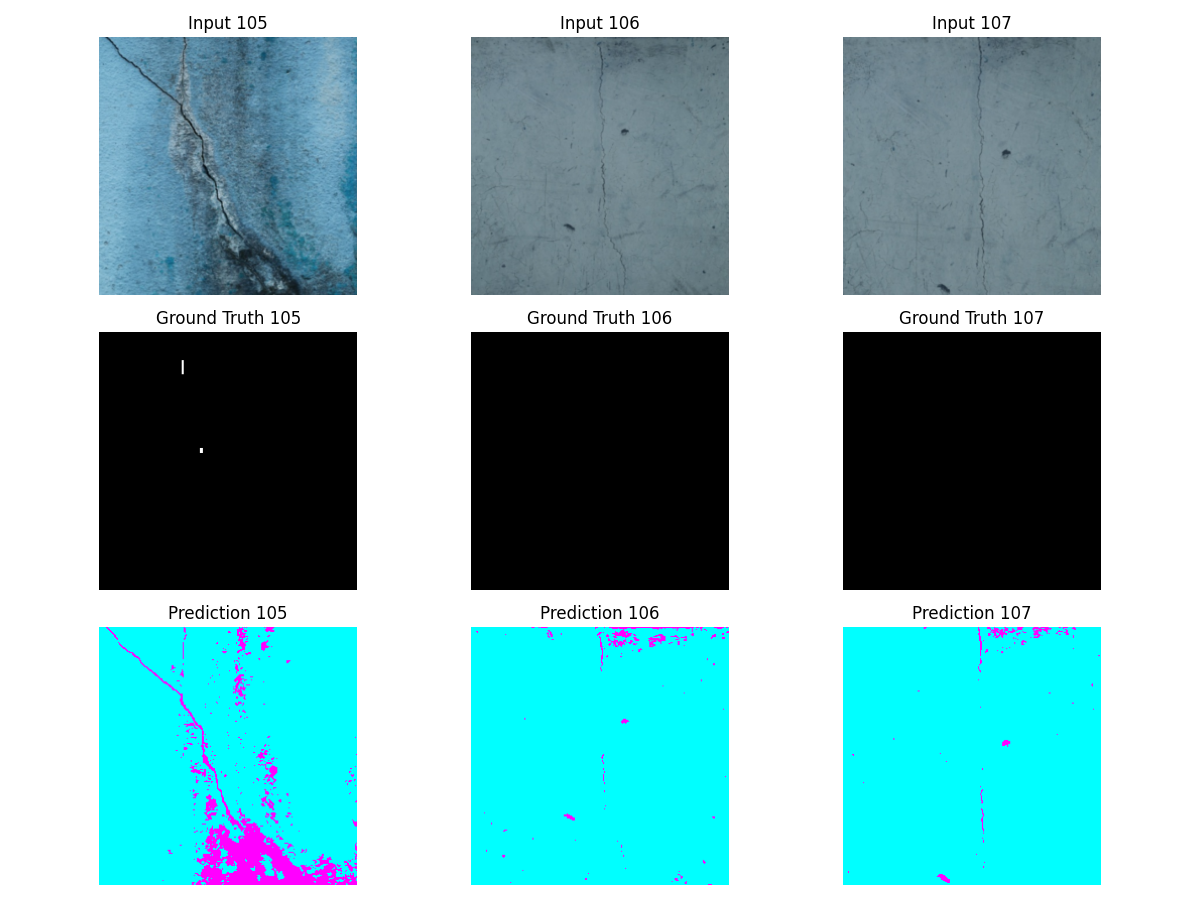 Input 105
Input 106
Input 107
Ground Truth 105
Ground Truth 106
Ground Truth 107
Prediction 105
Prediction 106
Prediction 107